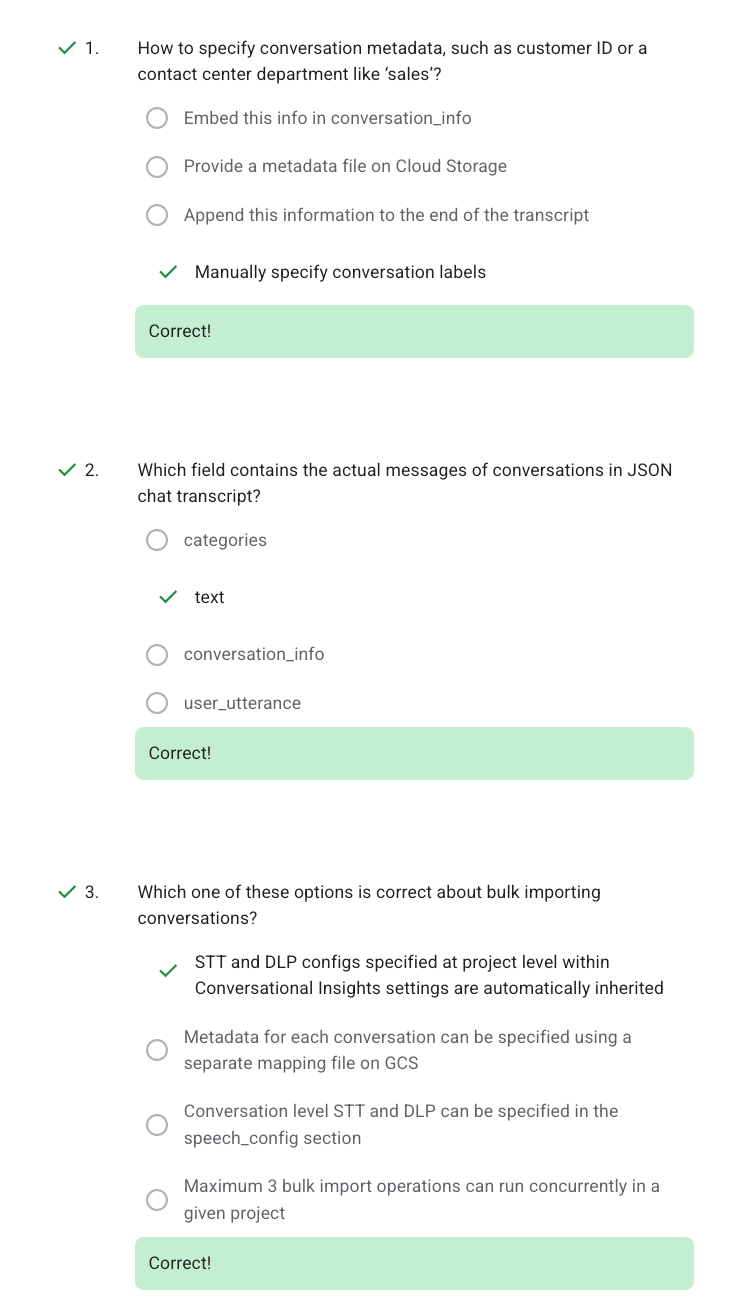 1. How to specify conversation metadata, such as customer ID or a
contact center department like ‘sales’?
Embed this info in conversation_info
Provide a metadata file on Cloud Storage
Append this information to the end of the transcript
Manually specify conversation labels
Correct!
2. Which field contains the actual messages of conversations in JSON
chat transcript?
categories
text
conversation_info
user_utterance
Correct!
3. Which one of these options is correct about bulk importing
conversations?
STT and DLP configs specified at project level within
Conversational Insights settings are automatically inherited
Metadata for each conversation can be specified using a
separate mapping file on GCS
Conversation level STT and DLP can be specified in the
speech_config section
Maximum 3 bulk import operations can run concurrently in a
given project
Correct!